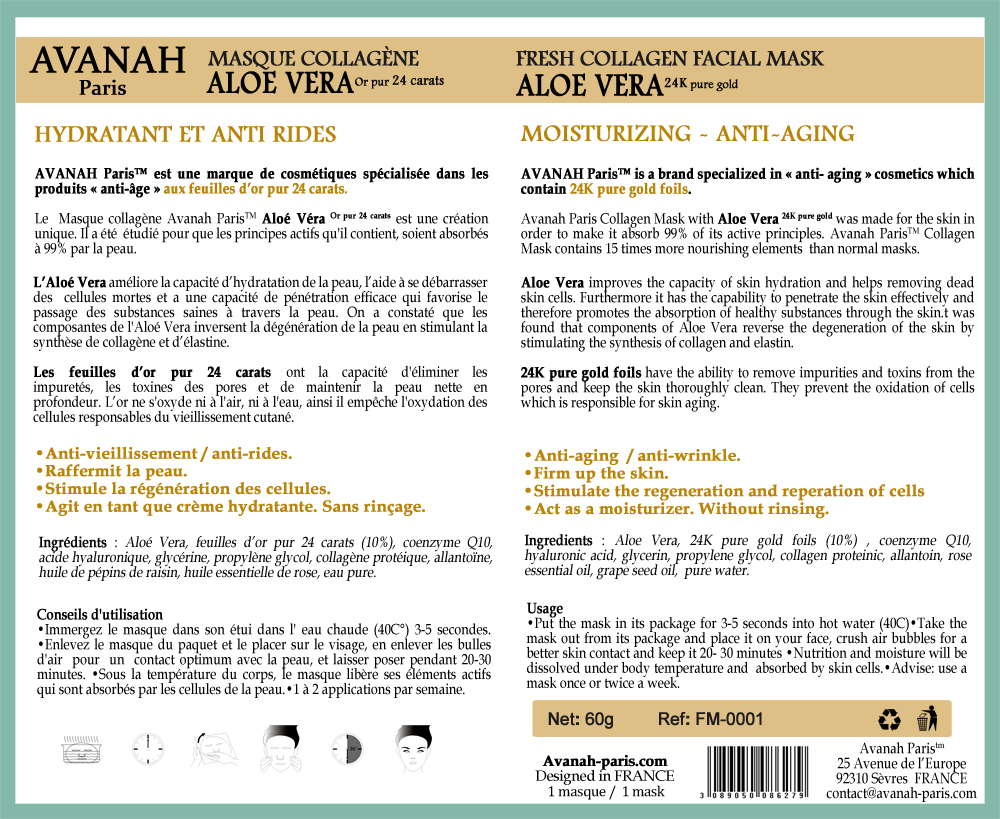 AVANAH
Paris
MASQUE COLLAGÈNE
ALOE VERA Or pur 24 carats
HYDRATANT ET ANTI RIDES
AVANAH Paris™ est une marque de cosmétiques spécialisée dans les
produits « anti-âge » aux feuilles d’or pur 24 carats.
Le Masque collagène Avanah Paris™ Aloé Véra Or pur 24 carats est une création
unique. Il a été étudié pour que les principes actifs qu'il contient, soient absorbés
à 99% par la peau.
L’Aloé Vera améliore la capacité d’hydratation de la peau, l’aide à se débarrasser
des cellules mortes et a une capacité de pénétration efficace qui favorise le
passage des substances saines à travers la peau. On a constaté que les
composantes de l'Aloé Vera inversent la dégénération de la peau en stimulant la
synthèse de collagène et d’élastine.
Les feuilles d’or pur 24 carats ont la capacité d'éliminer les
impuretés, les toxines des pores et de maintenir la peau nette en
profondeur. L’or ne s'oxyde ni à l'air, ni à l'eau, ainsi il empêche l'oxydation des
cellules responsables du vieillissement cutané.
•Anti-vieillissement / anti-rides.
•Raffermit la peau.
•Stimule la régénération des cellules.
•Agit en tant que crème hydratante. Sans rinçage.
Ingrédients : Aloé Vera, feuilles d’or pur 24 carats (10%), coenzyme Q10,
acide hyaluronique, glycérine, propylène glycol, collagène protéique, allantoïne,
huile de pépins de raisin, huile essentielle de rose, eau pure.
Conseils d'utilisation
•Immergez le masque dans son étui dans l' eau chaude (40C°) 3-5 secondes.
•Enlevez le masque du paquet et le placer sur le visage, en enlever les bulles
d'air pour un contact optimum avec la peau, et laisser poser pendant 20-30
minutes. •Sous la température du corps, le masque libère ses éléments actifs
qui sont absorbés par les cellules de la peau.•1 à 2 applications par semaine.
FRESH COLLAGEN FACIAL MASK
ALOE VERA 24K pure gold
MOISTURIZING - ANTI-AGING
AVANAH Paris™ is a brand specialized in « anti- aging » cosmetics which
contain 24K pure gold foils.
Avanah Paris Collagen Mask with Aloe Vera 24K pure gold was made for the skin in
order to make it absorb 99% of its active principles. Avanah Paris™ Collagen
Mask contains 15 times more nourishing elements than normal masks.
Aloe Vera improves the capacity of skin hydration and helps removing dead
skin cells. Furthermore it has the capability to penetrate the skin effectively and
therefore promotes the absorption of healthy substances through the skin.t was
found that components of Aloe Vera reverse the degeneration of the skin by
stimulating the synthesis of collagen and elastin.
24K pure gold foils have the ability to remove impurities and toxins from the
pores and keep the skin thoroughly clean. They prevent the oxidation of cells
which is responsible for skin aging.
•Anti-aging / anti-wrinkle.
•Firm up the skin.
•Stimulate the regeneration and reperation of cells
•Act as a moisturizer. Without rinsing.
Ingredients : Aloe Vera, 24K pure gold foils (10%) , coenzyme Q10,
hyaluronic acid, glycerin, propylene glycol, collagen proteinic, allantoin, rose
essential oil, grape seed oil, pure water.
Usage
•Put the mask in its package for 3-5 seconds into hot water (40C)•Take the
mask out from its package and place it on your face, crush air bubbles for a
better skin contact and keep it 20- 30 minutes •Nutrition and moisture will be
dissolved under body temperature and absorbed by skin cells.•Advise: use a
mask once or twice a week.
Net: 60g Ref: FM-0001
Avanah-paris.com
Designed in FRANCE
1 masque / 1 mask
3 089050 086279
Avanah Paris™
25 Avenue de l’Europe
92310 Sèvres FRANCE
contact@avanah-paris.com